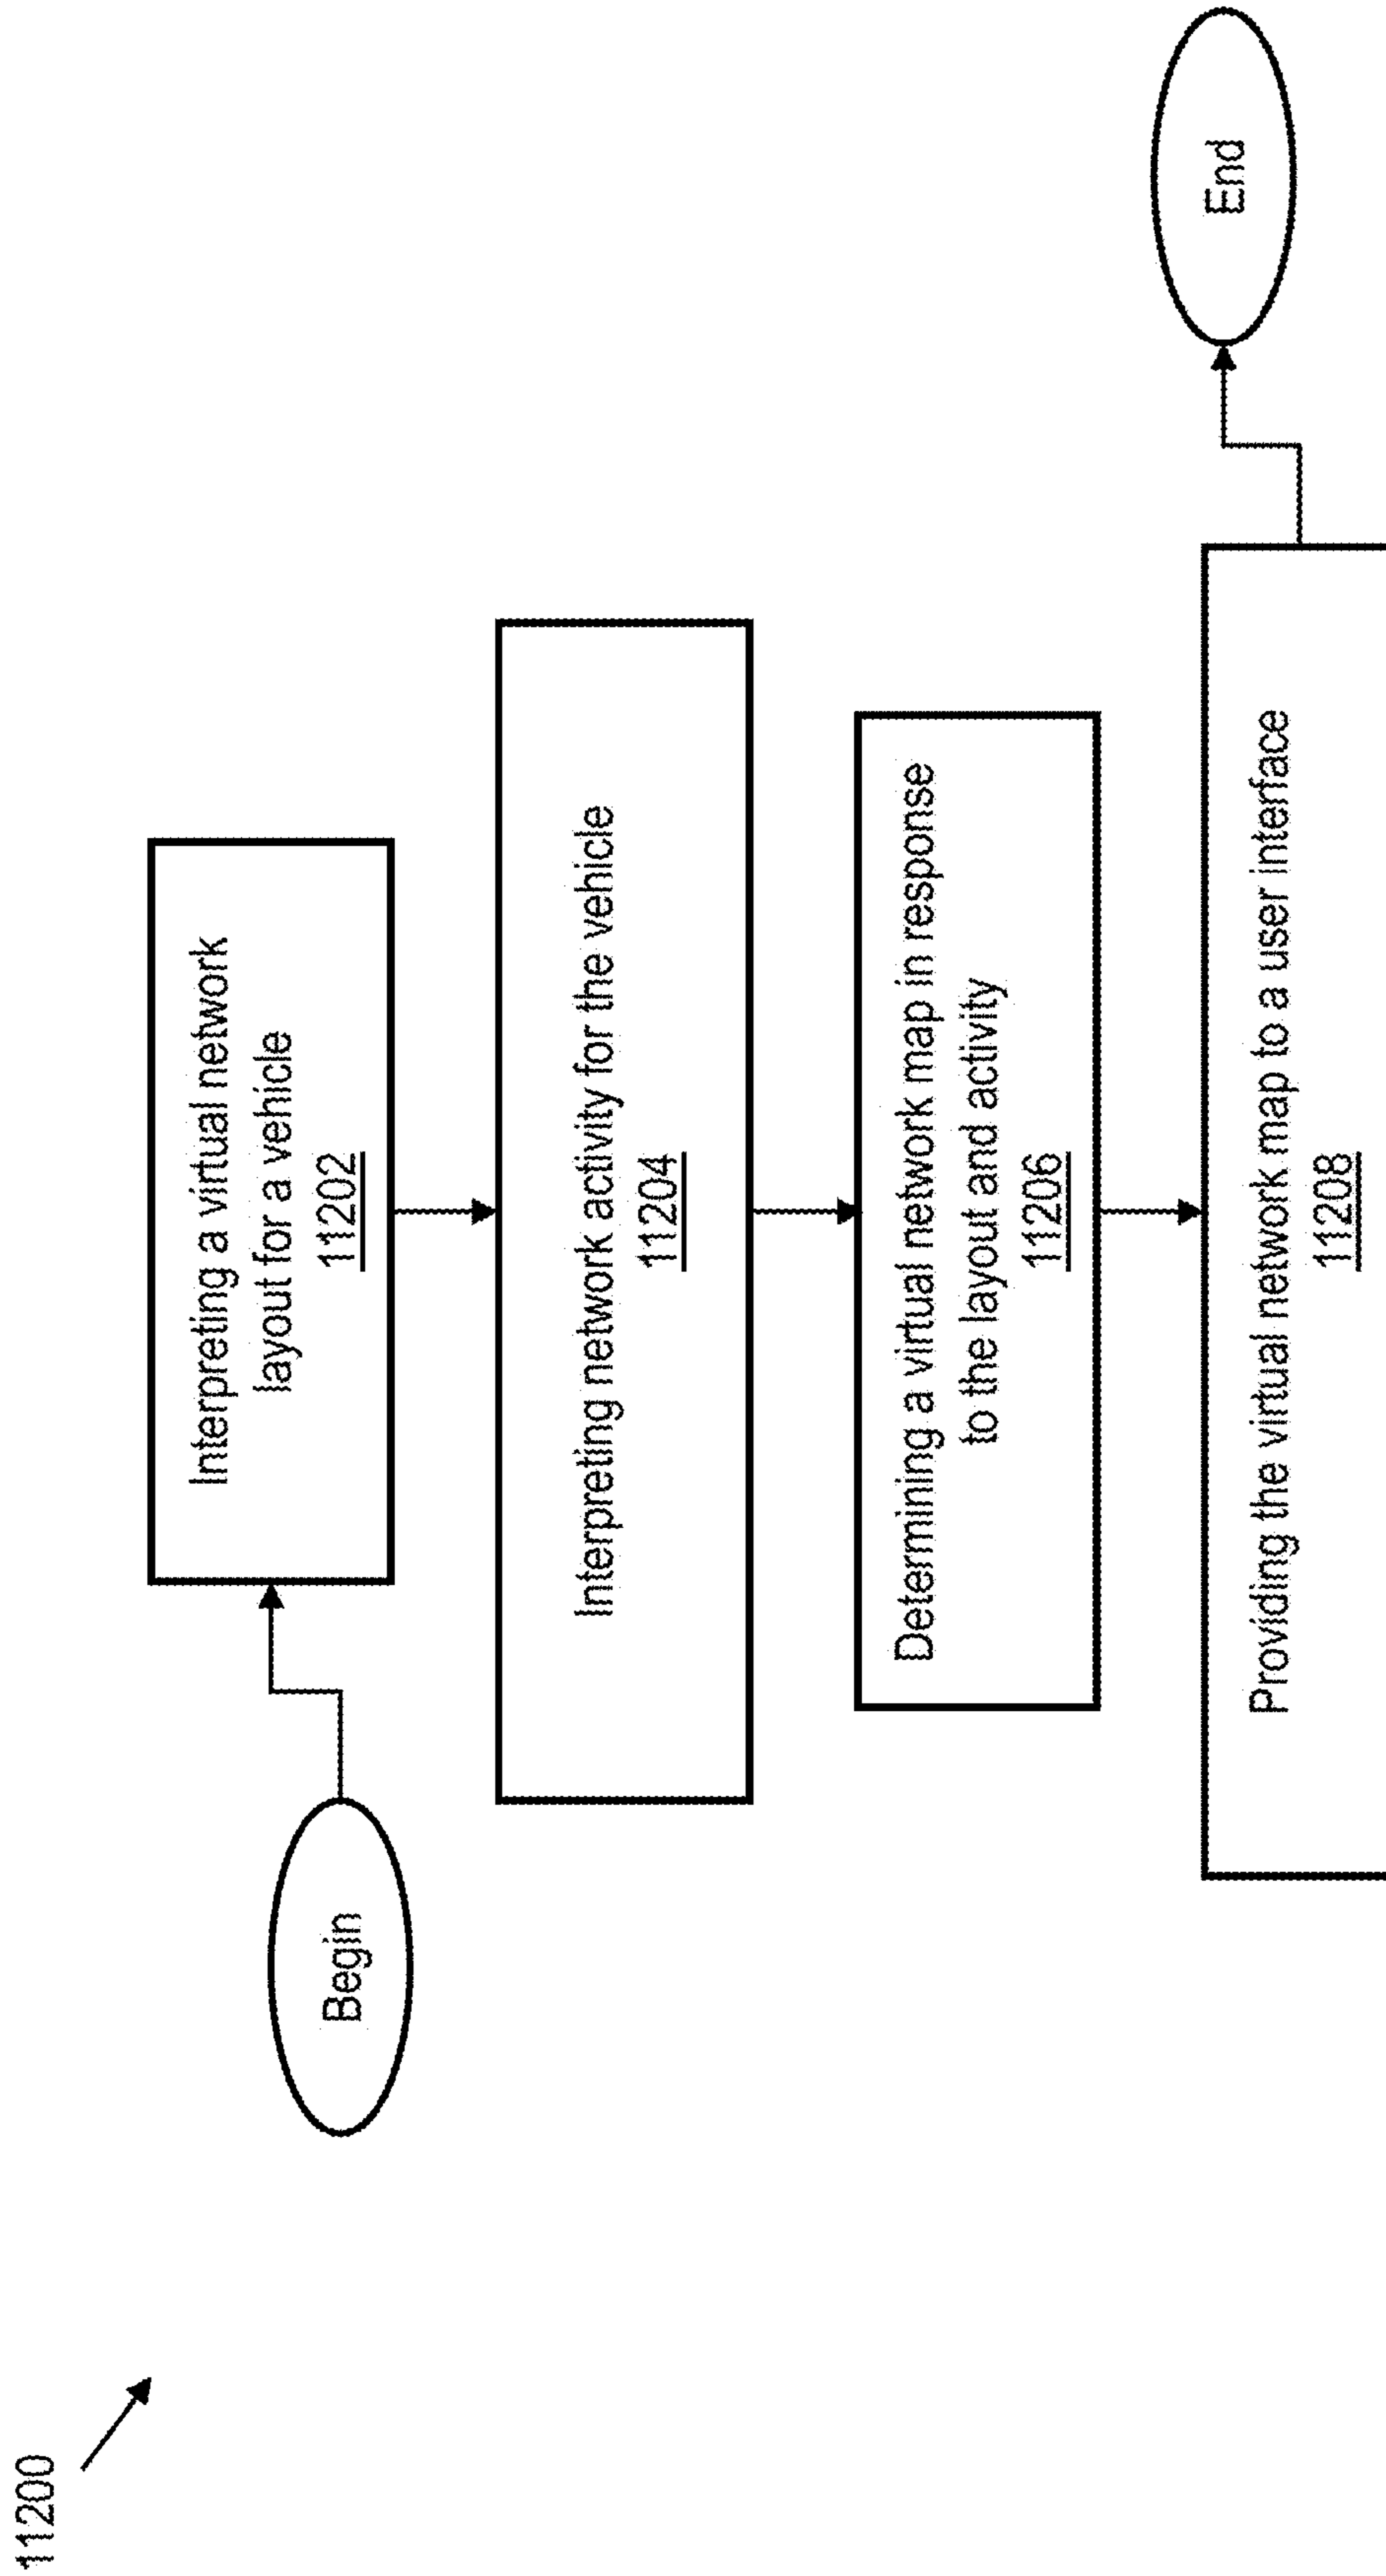 11200
Begin
Interpreting a virtual network
layout for a vehicle
11202
Interpreting network activity for the vehicle
11204
Determining a virtual network map in response
to the layout and activity
11206
Providing the virtual network map to a user interface
11208
End